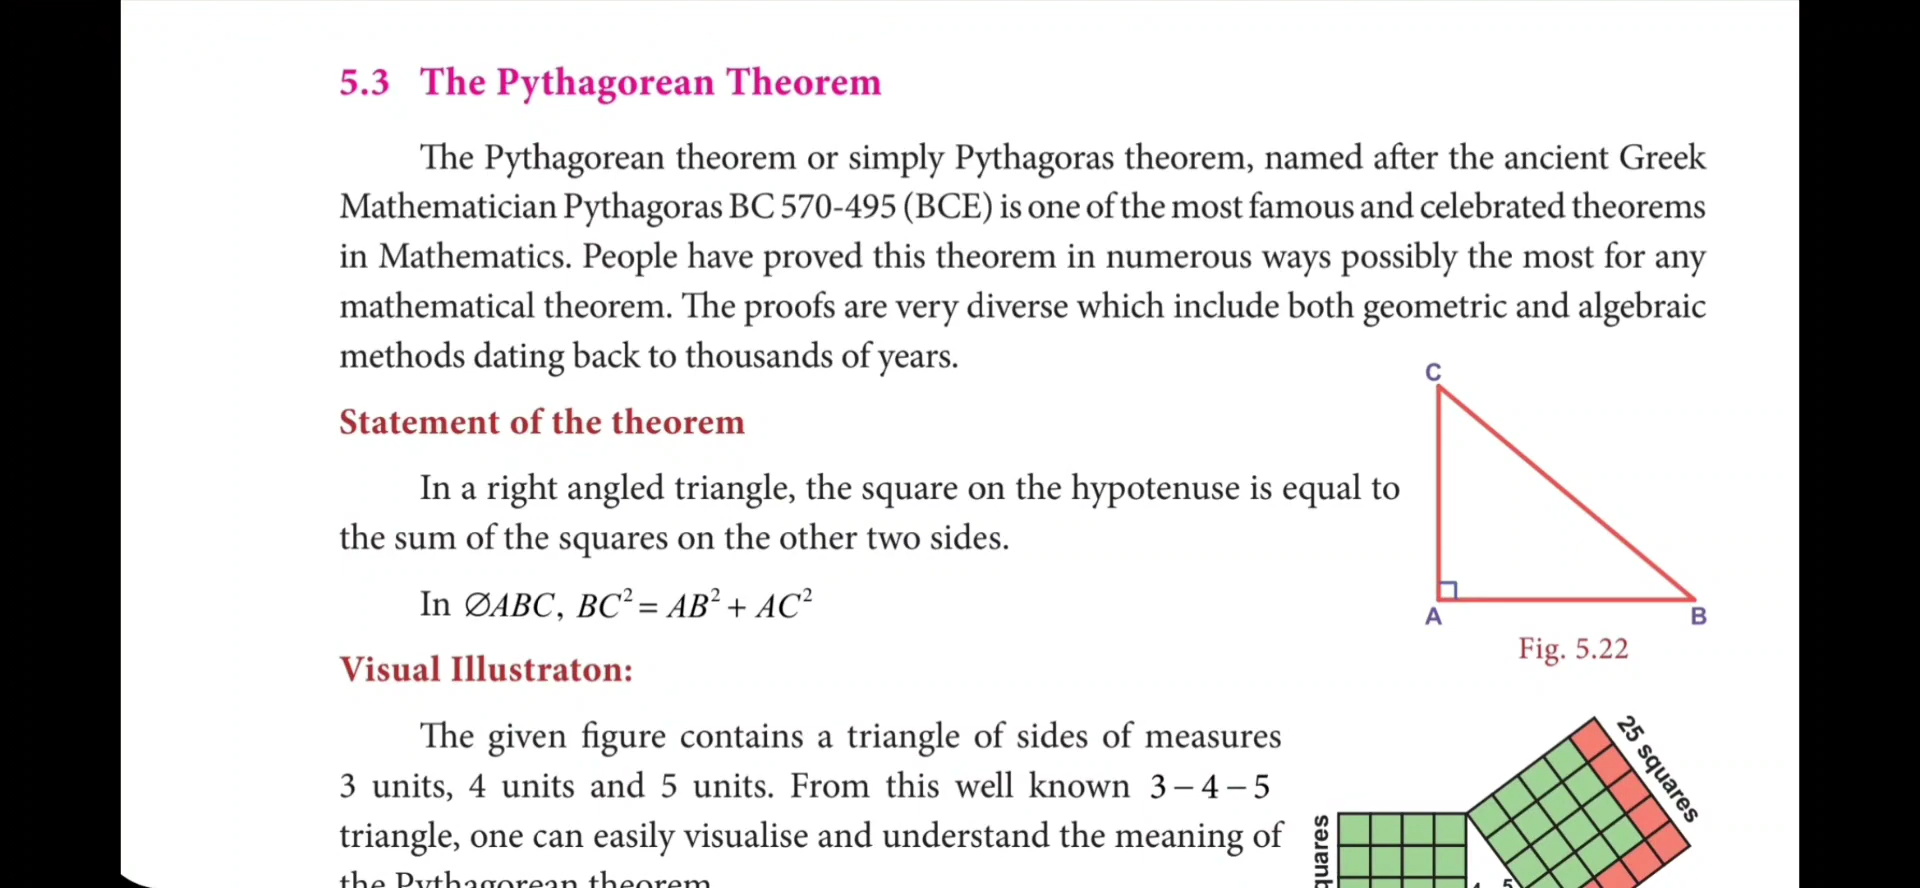 5.3 The Pythagorean Theorem
The Pythagorean theorem or simply Pythagoras theorem, named after the ancient Greek
Mathematician Pythagoras BC 570-495 (BCE) is one of the most famous and celebrated theorems
in Mathematics. People have proved this theorem in numerous ways possibly the most for any
mathematical theorem. The proofs are very diverse which include both geometric and algebraic
methods dating back to thousands of years.
Statement of the theorem
In a right angled triangle, the square on the hypotenuse is equal to
the sum of the squares on the other two sides.
In ∅ABC, BC² = AB² + AC²
C
A
B
Fig. 5.22
Visual Illustraton:
The given figure contains a triangle of sides of measures
3 units, 4 units and 5 units. From this well known 3 – 4 – 5
triangle, one can easily visualise and understand the meaning of
the Pythagorean theorem
25 squares